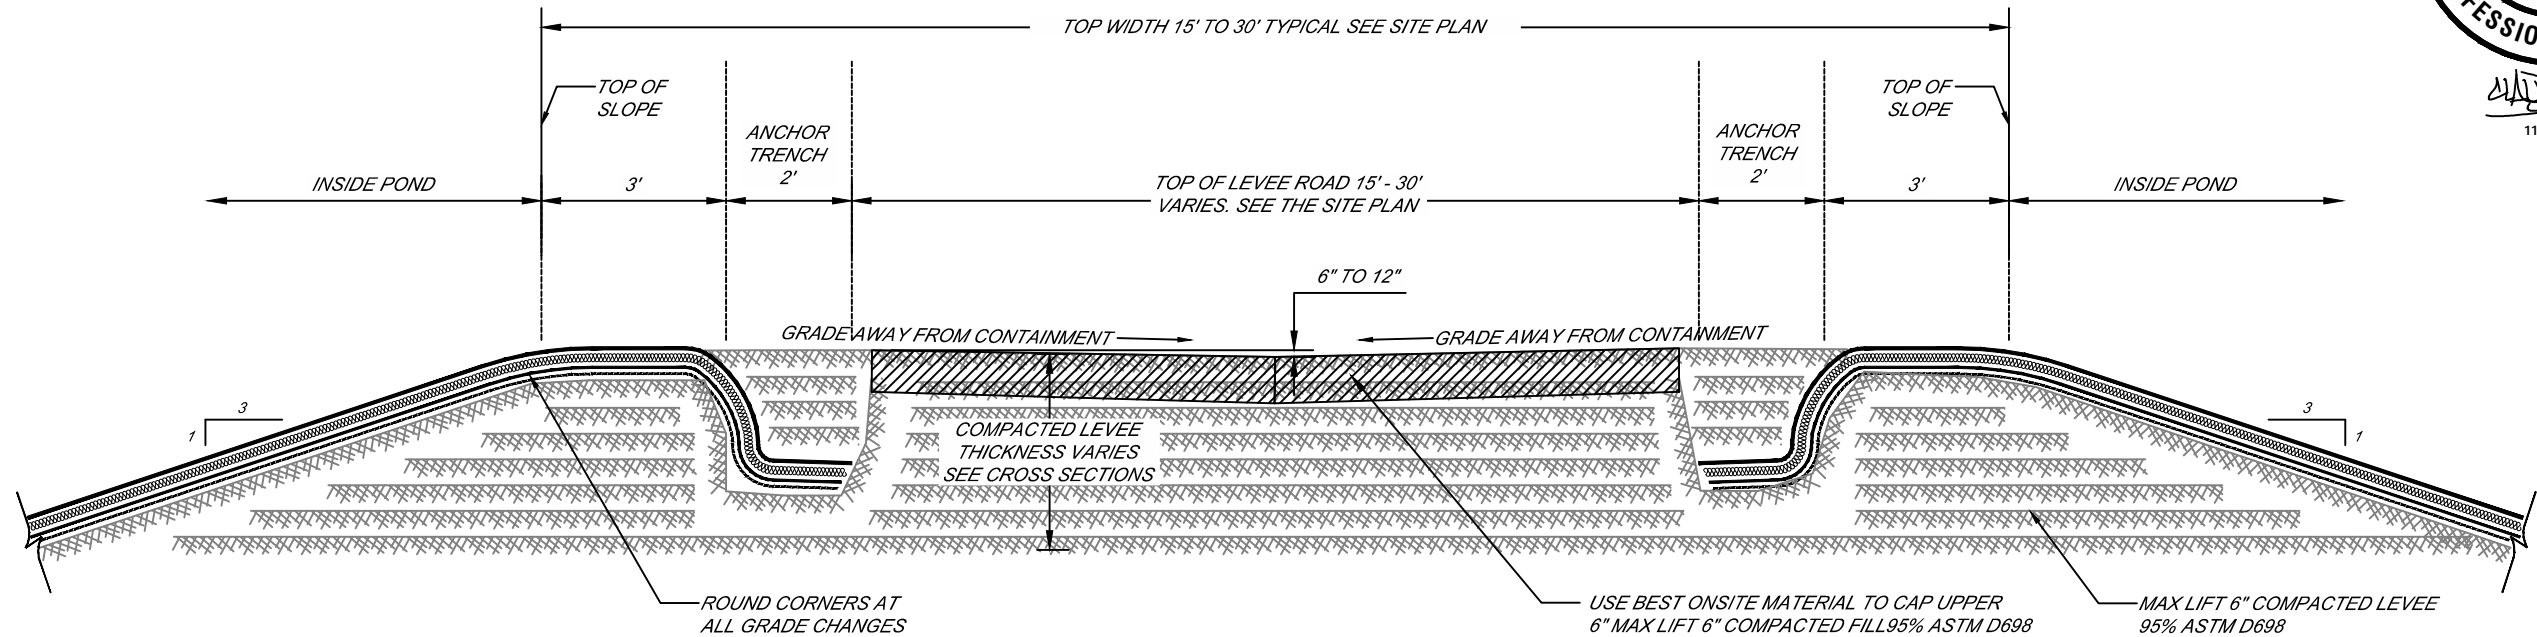 TOP WIDTH 15' TO 30' TYPICAL SEE SITE PLAN
TOP OF
SLOPE
TOP OF
SLOPE
ANCHOR
TRENCH
2'
ANCHOR
TRENCH
2'
INSIDE POND
3'
TOP OF LEVEE ROAD 15' - 30'
VARIES. SEE THE SITE PLAN
3'
INSIDE POND
6" TO 12"
GRADE AWAY FROM CONTAINMENT
GRADE AWAY FROM CONTAINMENT
3
1
3
1
COMPACTED LEVEE
THICKNESS VARIES
SEE CROSS SECTIONS
ROUND CORNERS AT
ALL GRADE CHANGES
USE BEST ONSITE MATERIAL TO CAP UPPER
6" MAX LIFT 6" COMPACTED FILL95% ASTM D698
MAX LIFT 6" COMPACTED LEVEE
95% ASTM D698
11